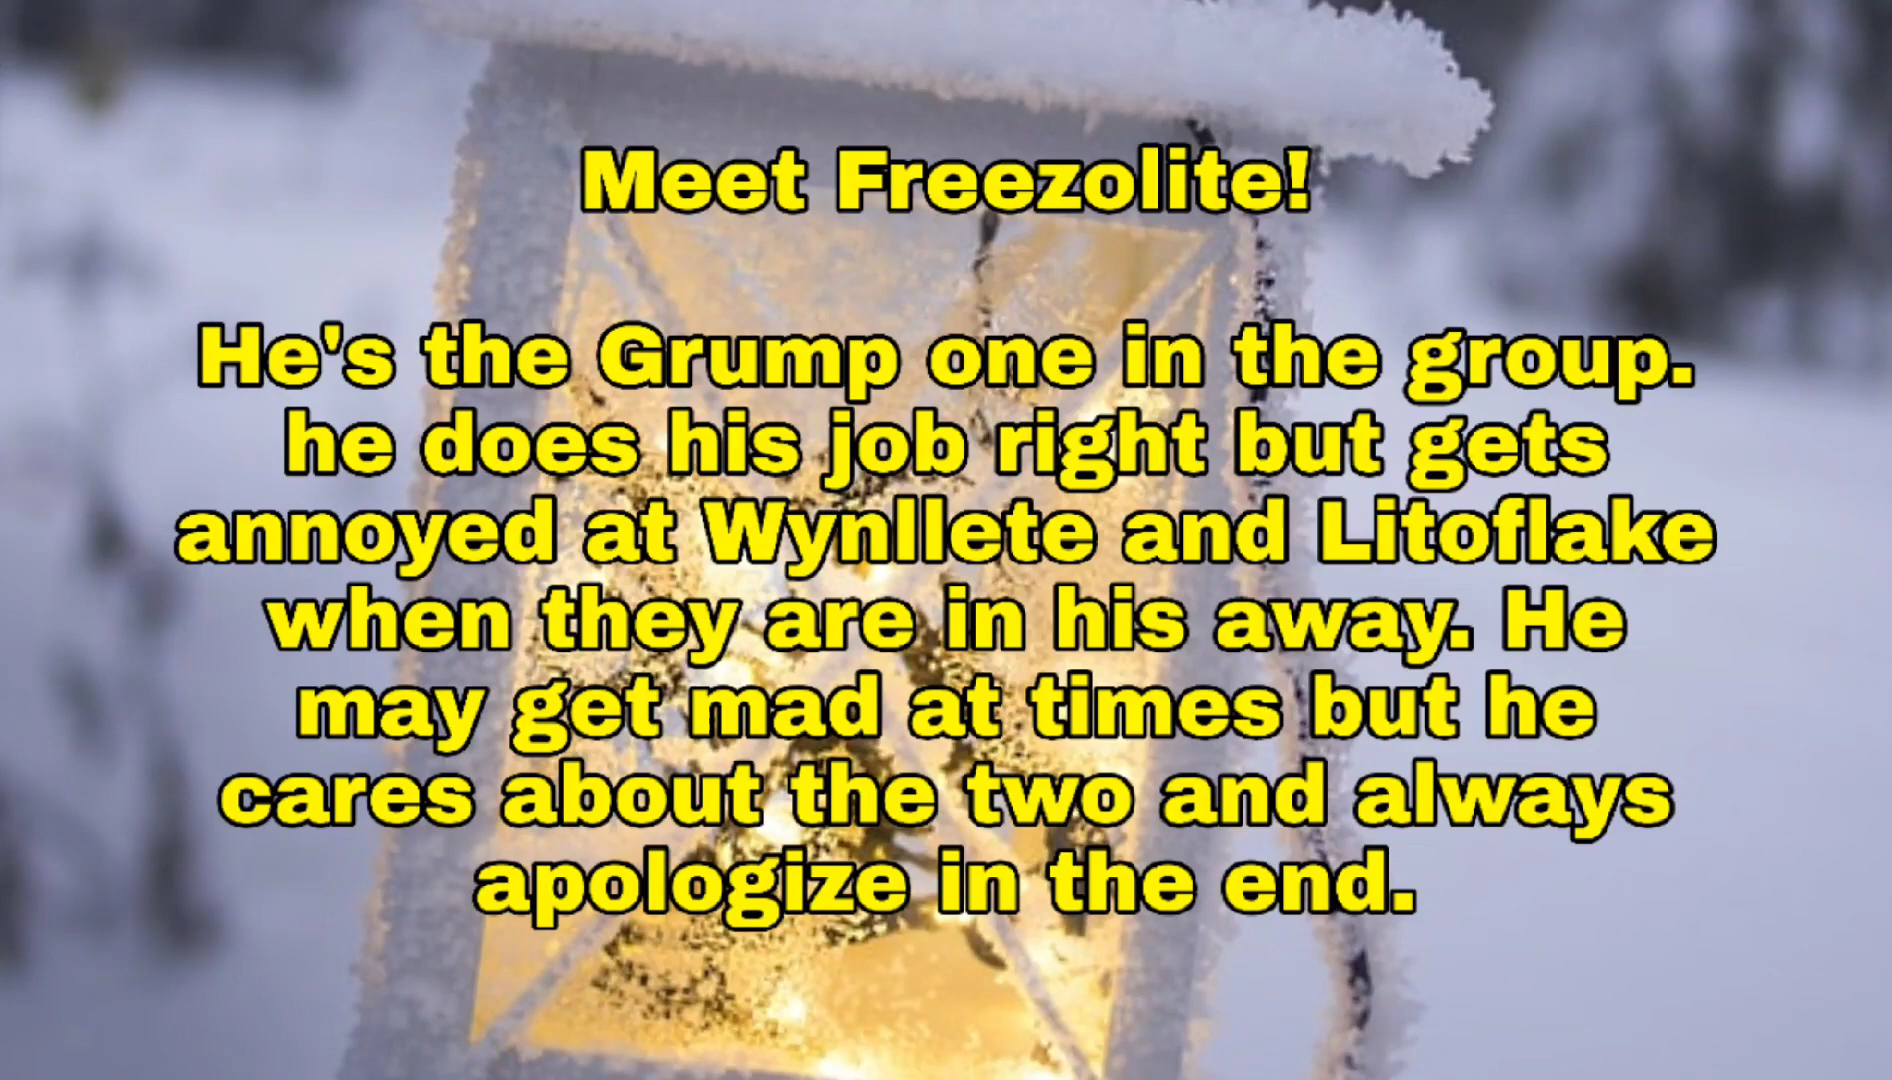 Meet Freezolite!
He's the Grump one in the group.
he does his job right but gets
annoyed at Wynllete and Litoflake
when they are in his away. He
may get mad at times but he
cares about the two and always
apologize in the end.